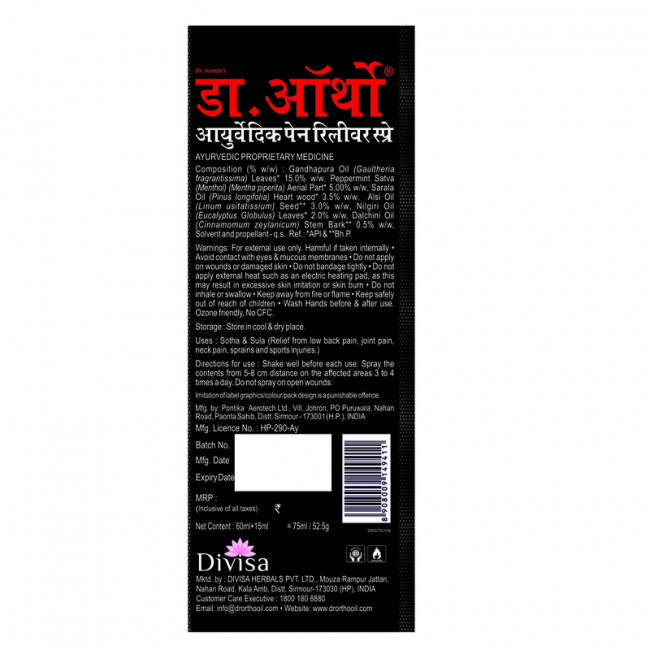 Dr. Juneja's
डा. ऑर्थो®
आयुर्वेदिक पेन रिलीवर स्प्रे
AYURVEDIC PROPRIETARY MEDICINE
Composition (% w/w) : Gandhapura Oil (Gaultheria
fragrantissima) Leaves* 15.0% w/w, Peppermint Satva
(Menthol) (Mentha piperita) Aerial Part* 5.00% w/w, Sarala
Oil (Pinus longifolia) Heart wood* 3.5% w/w, Alsi Oil
(Linum usitatissium) Seed** 3.0% w/w, Nilgiri Oil
(Eucalyptus Globulus) Leaves* 2.0% w/w, Dalchini Oil
(Cinnamomum zeylanicum) Stem Bark** 0.5% w/w,
Solvent and propellant - q.s. Ref.: *API & **Bh.P.
Warnings: For external use only. Harmful if taken internally •
Avoid contact with eyes & mucous membranes • Do not apply
on wounds or damaged skin • Do not bandage tightly • Do not
apply external heat such as an electric heating pad, as this
may result in excessive skin irritation or skin burn • Do not
inhale or swallow • Keep away from fire or flame • Keep safely
out of reach of children • Wash Hands before & after use.
Ozone friendly, No CFC.
Storage : Store in cool & dry place.
Uses : Sotha & Sula (Relief from low back pain, joint pain,
neck pain, sprains and sports injuries.)
Directions for use : Shake well before each use. Spray the
contents from 5-8 cm distance on the affected areas 3 to 4
times a day. Do not spray on open wounds.
Imitation of label graphics/colour/pack design is a punishable offence.
Mfg. by: Pontika Aerotech Ltd., Vill. Johron, PO Puruwala, Nahan
Road, Paonta Sahib, Distt. Sirmour - 173001 (H.P.), INDIA
Mfg. Licence No. : HP-290-Ay
Batch No.
Mfg. Date
Expiry Date
MRP :
(Inclusive of all taxes) ₹
Net Content : 60ml+15ml = 75ml / 52.5g
8 908009 149411
Divisa
Mktd. by : DIVISA HERBALS PVT. LTD., Mouza Rampur Jattan,
Nahan Road, Kala Amb, Distt. Sirmour-173030 (HP), INDIA
Customer Care Executive : 1800 180 8880
Email: info@drorthooil.com • Website: www.drorthooil.com